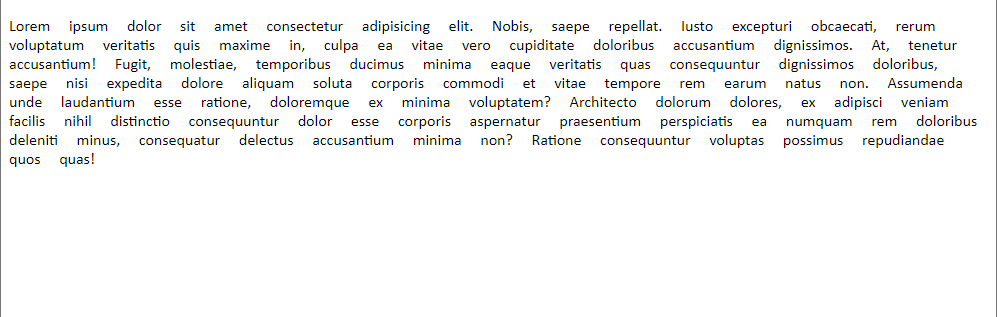 Lorem ipsum dolor sit amet consectetur adipisicing elit. Nobis, saepe repellat. Iusto excepturi obcaecati, rerum
voluptatum veritatis quis maxime in, culpa ea vitae vero cupiditate doloribus accusantium dignissimos. At, tenetur
accusantium! Fugit, molestiae, temporibus ducimus minima eaque veritatis quas consequuntur dignissimos doloribus,
saepe nisi expedita dolore aliquam soluta corporis commodi et vitae tempore rem earum natus non. Assumenda
unde laudantium esse ratione, doloremque ex minima voluptatem? Architecto dolorum dolores, ex adipisci veniam
facilis nihil distinctio consequuntur dolor esse corporis aspernatur praesentium perspiciatis ea numquam rem doloribus
deleniti minus, consequatur delectus accusantium minima non? Ratione consequuntur voluptas possimus repudiandae
quos quas!